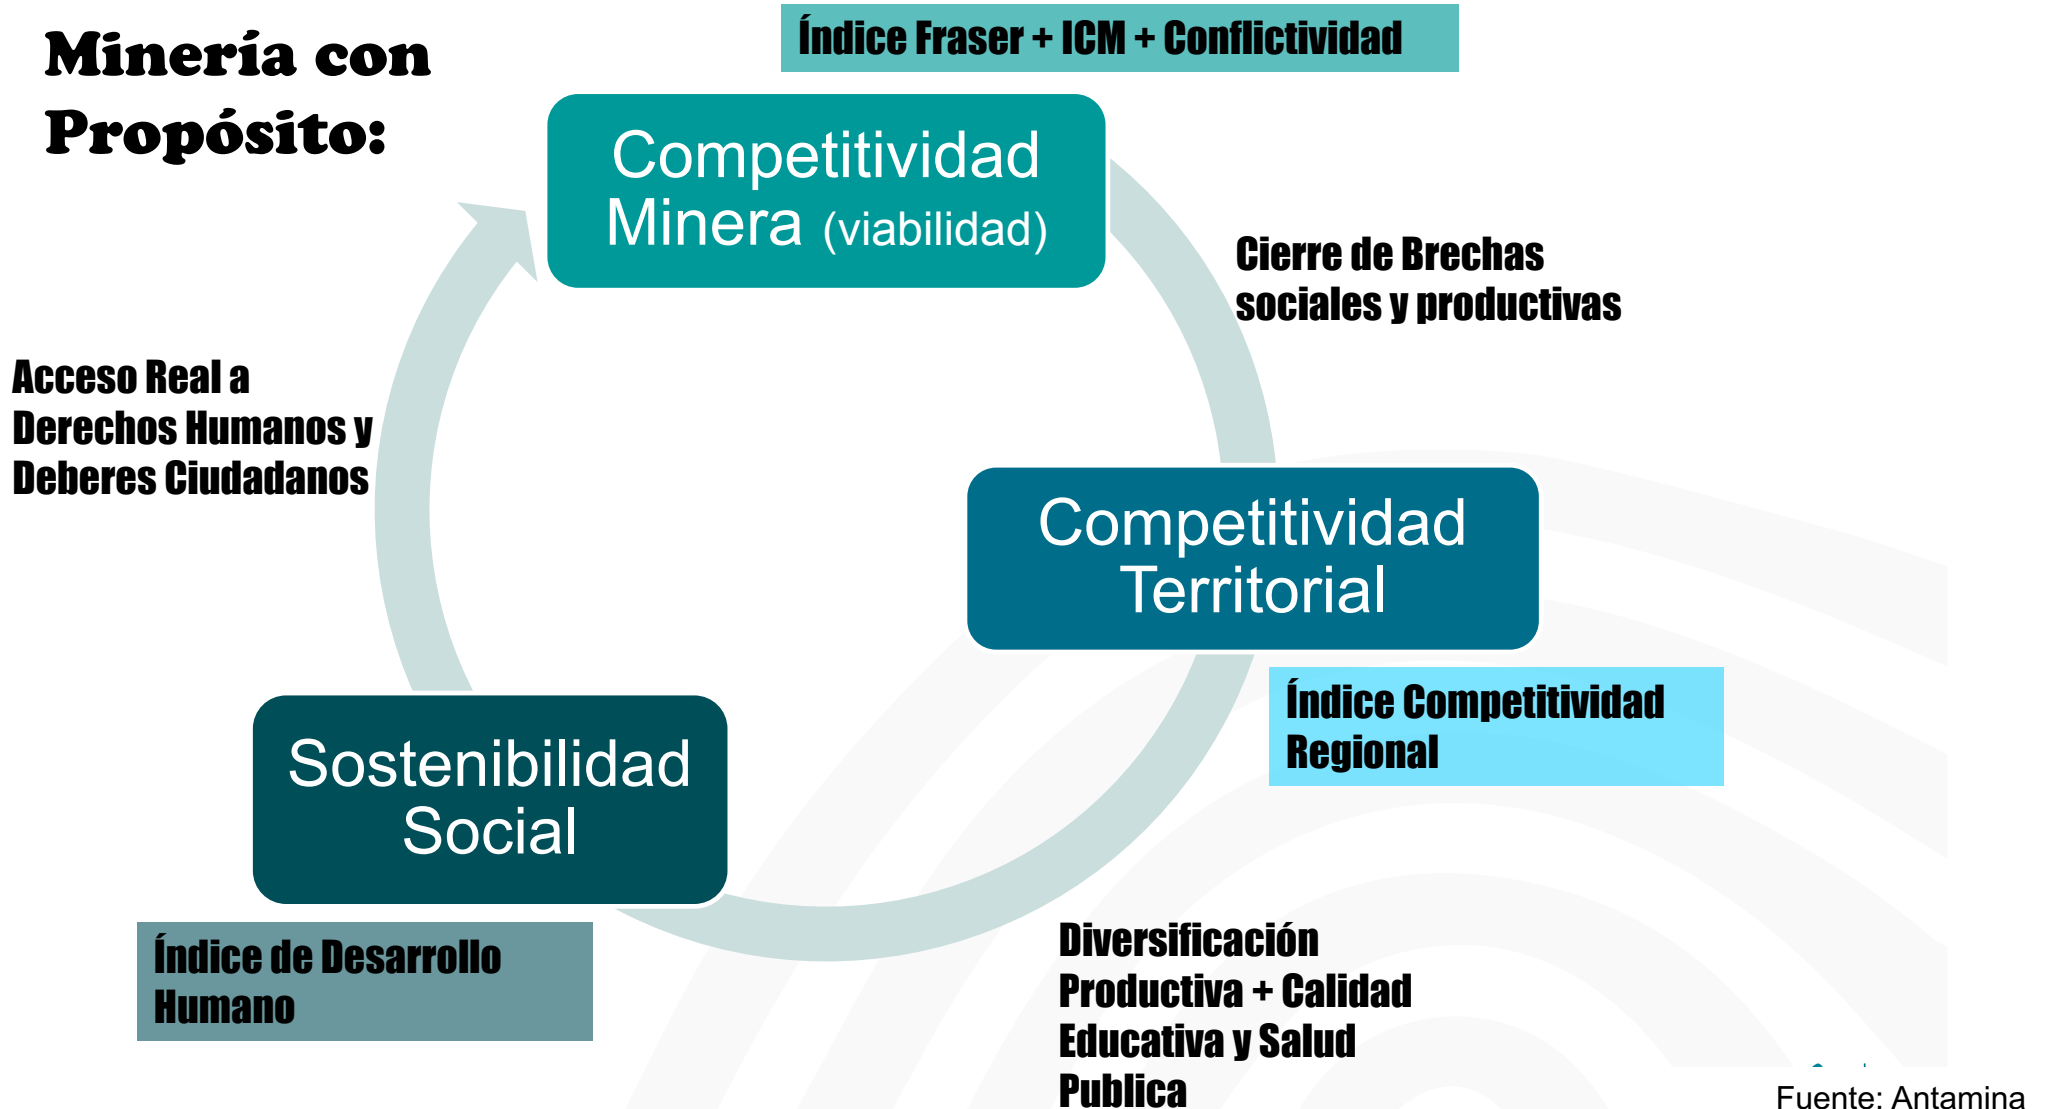 Minería con
Propósito:
Índice Fraser + ICM + Conflictividad
Competitividad
Minera (viabilidad)
Cierre de Brechas
sociales y productivas
Acceso Real a
Derechos Humanos y
Deberes Ciudadanos
Competitividad
Territorial
Índice Competitividad
Regional
Sostenibilidad
Social
Índice de Desarrollo
Humano
Diversificación
Productiva + Calidad
Educativa y Salud
Publica
Fuente: Antamina